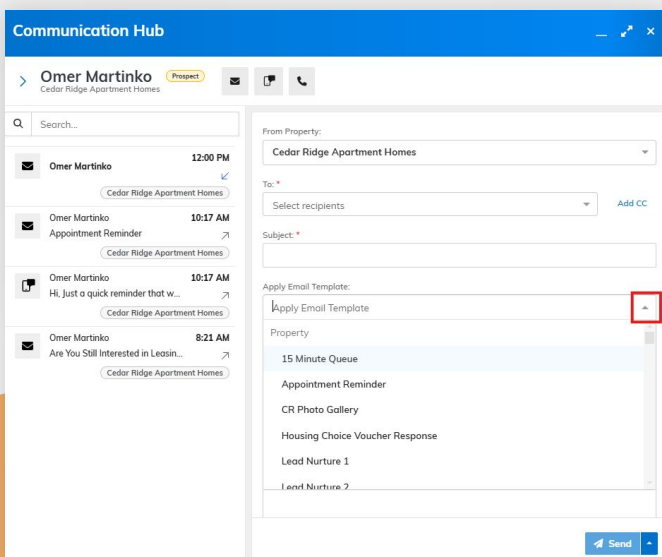 Communication Hub
Omer Martinko Prospect
Cedar Ridge Apartment Homes
Search...
Omer Martinko 12:00 PM
Cedar Ridge Apartment Homes
Omer Martinko 10:17 AM
Appointment Reminder
Cedar Ridge Apartment Homes
Omer Martinko 10:17 AM
Hi, Just a quick reminder that w...
Cedar Ridge Apartment Homes
Omer Martinko 8:21 AM
Are You Still Interested in Leasin...
Cedar Ridge Apartment Homes
From Property:
Cedar Ridge Apartment Homes
To: *
Select recipients Add CC
Subject: *
Apply Email Template:
Apply Email Template
Property
15 Minute Queue
Appointment Reminder
CR Photo Gallery
Housing Choice Voucher Response
Lead Nurture 1
Lead Nurture 2
Send